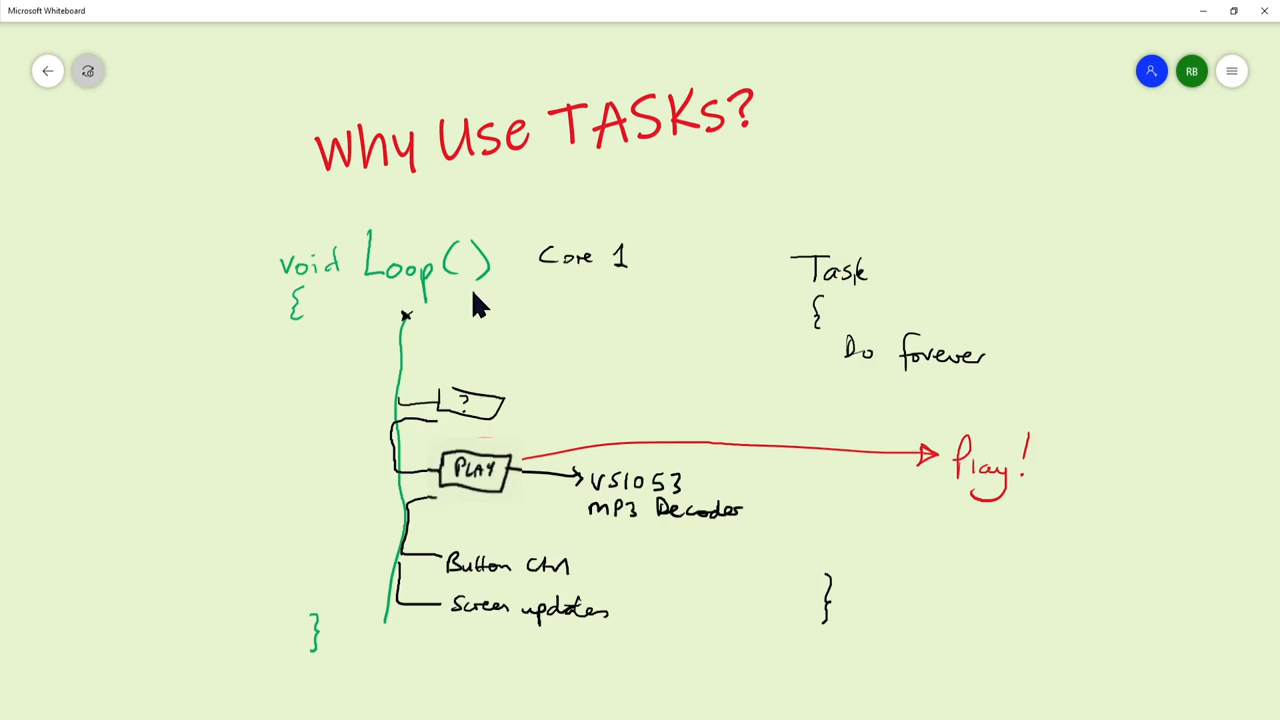 Microsoft Whiteboard
RB
Why Use TASKs?
void Loop() Core 1
{
Task
{
Do forever
?
PLAY
VS1053
MP3 Decoder
Play!
Button Ctrl
Screen updates
}
}